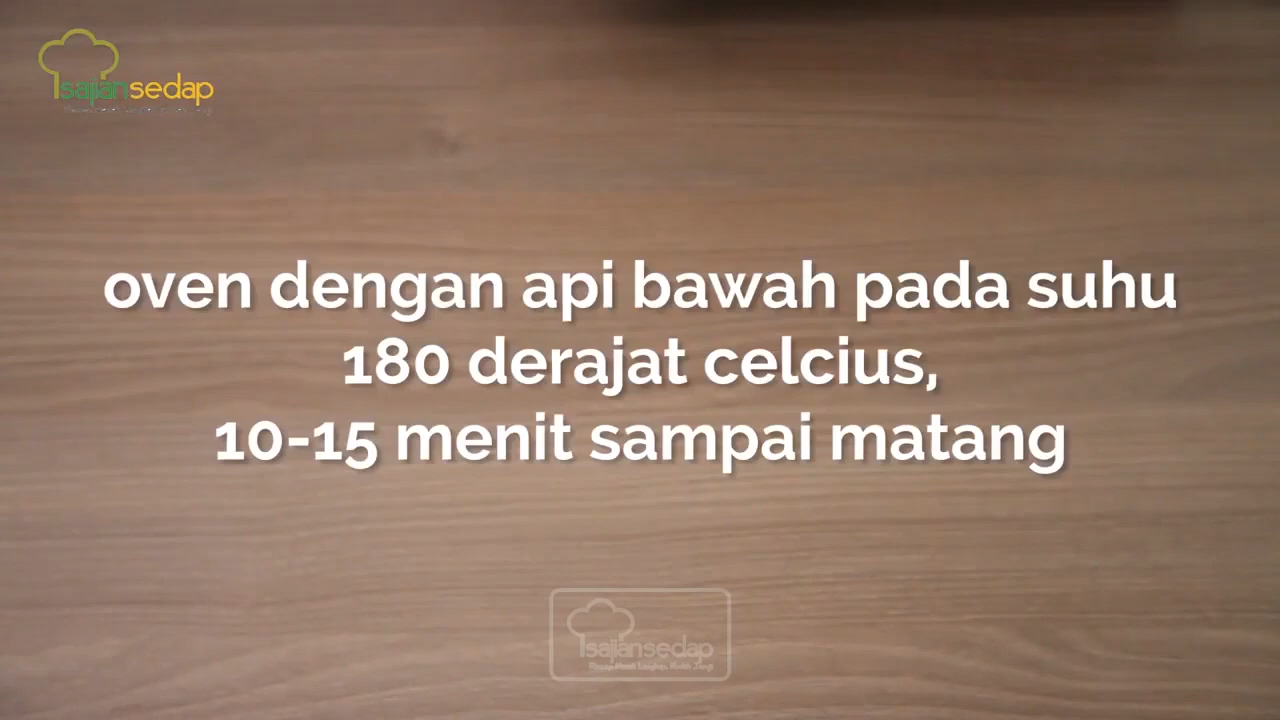 sajiansedap
oven dengan api bawah pada suhu
180 derajat celcius,
10-15 menit sampai matang
sajiansedap